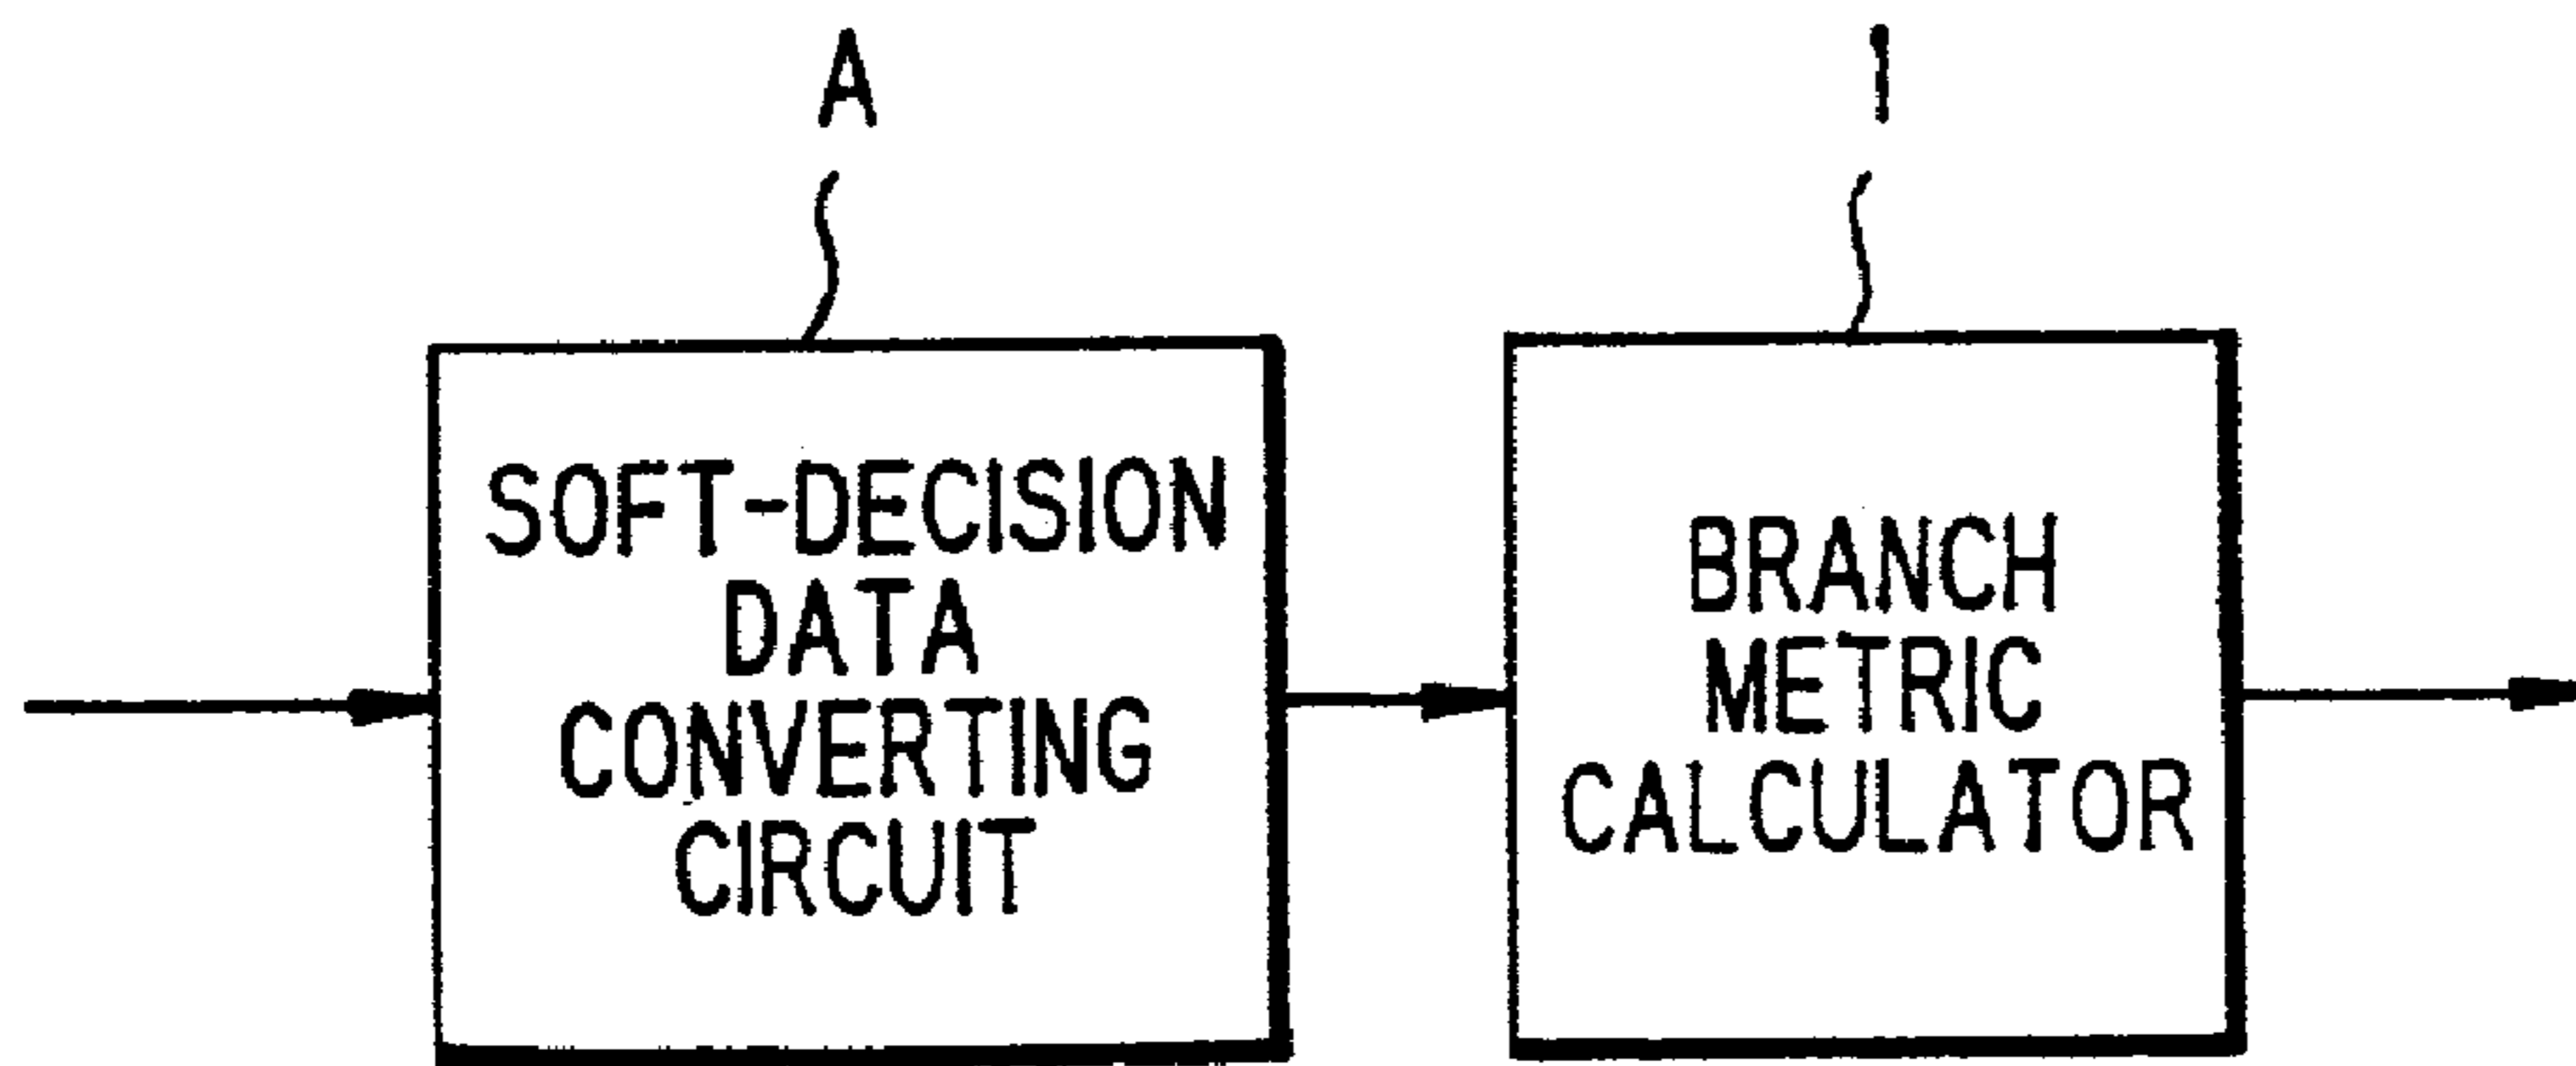 A
1
SOFT-DECISION
DATA
CONVERTING
CIRCUIT
BRANCH
METRIC
CALCULATOR